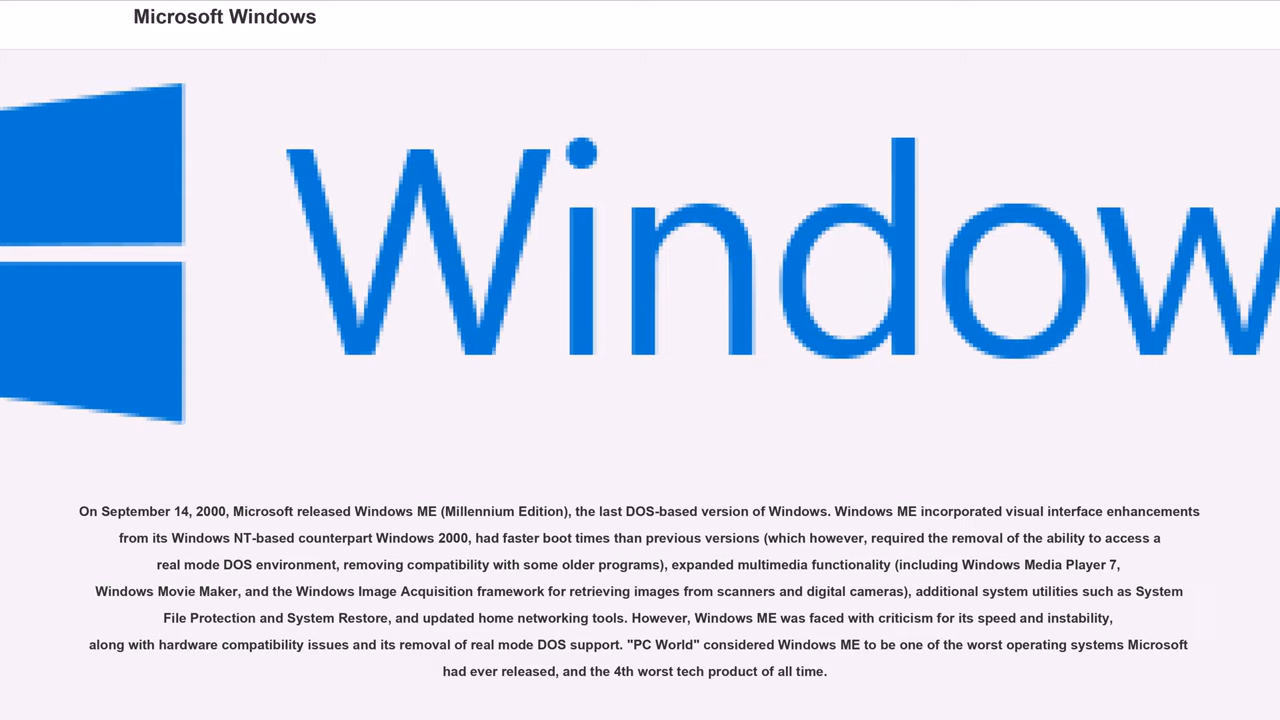 Microsoft Windows
Window
On September 14, 2000, Microsoft released Windows ME (Millennium Edition), the last DOS-based version of Windows. Windows ME incorporated visual interface enhancements
from its Windows NT-based counterpart Windows 2000, had faster boot times than previous versions (which however, required the removal of the ability to access a
real mode DOS environment, removing compatibility with some older programs), expanded multimedia functionality (including Windows Media Player 7,
Windows Movie Maker, and the Windows Image Acquisition framework for retrieving images from scanners and digital cameras), additional system utilities such as System
File Protection and System Restore, and updated home networking tools. However, Windows ME was faced with criticism for its speed and instability,
along with hardware compatibility issues and its removal of real mode DOS support. "PC World" considered Windows ME to be one of the worst operating systems Microsoft
had ever released, and the 4th worst tech product of all time.